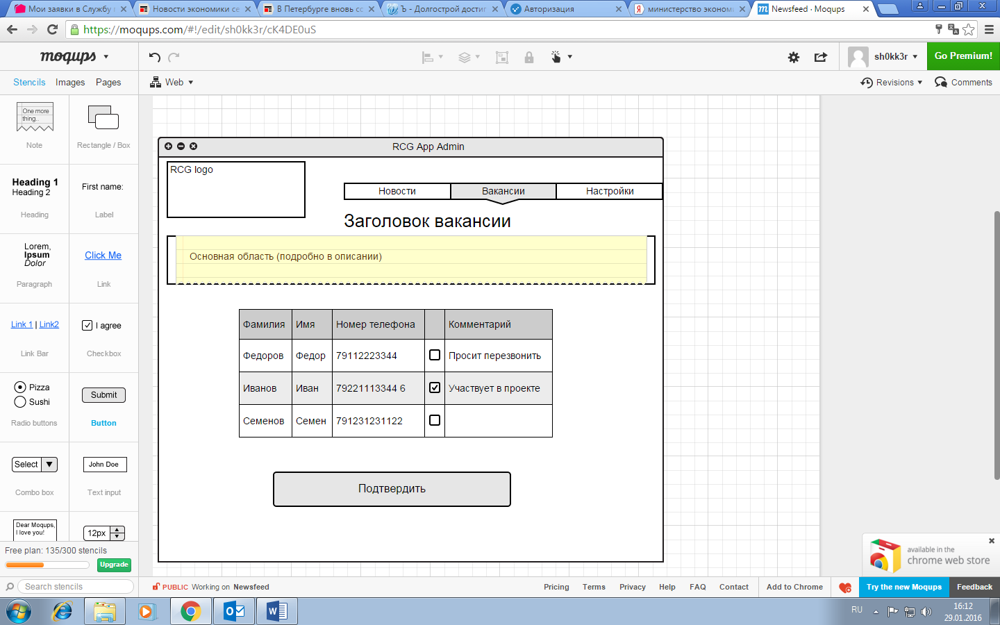 Мои заявки в Службу
Новости экономики се
В Петербурге вновь со
Ъ - Долгострой достиг
Авторизация
министерство эконом
Newsfeed · Moqups
https://moqups.com/#!/edit/sh0kk3r/cK4DE0uS
moqups
sh0kk3r
Go Premium!
Stencils Images Pages
Web
Revisions
Comments
One more
thing..
Note
Rectangle / Box
Heading 1
Heading 2
Heading
First name:
Label
Lorem,
Ipsum
Dolor
Paragraph
Click Me
Link
Link 1 | Link2
Link Bar
I agree
Checkbox
Pizza
Sushi
Radio buttons
Submit
Button
Select
Combo box
John Doe
Text input
Dear Moqups,
I love you!
12px
Free plan: 135/300 stencils
Upgrade
Search stencils
RCG App Admin
RCG logo
Новости Вакансии Настройки
Заголовок вакансии
Основная область (подробно в описании)
Фамилия Имя Номер телефона Комментарий
Федоров Федор 79112223344 Просит перезвонить
Иванов Иван 79221113344 6 Участвует в проекте
Семенов Семен 791231231122
Подтвердить
available in the
chrome web store
PUBLIC Working on Newsfeed
Pricing Terms Privacy Help FAQ Contact Add to Chrome
Try the new Moqups
Feedback
RU
16:12
29.01.2016